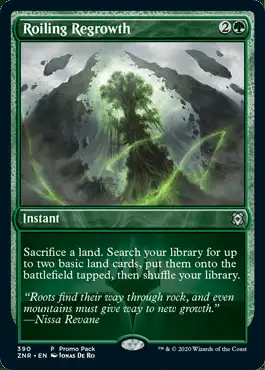 Roiling Regrowth 2
Instant
Sacrifice a land. Search your library for up
to two basic land cards, put them onto the
battlefield tapped, then shuffle your library.
"Roots find their way through rock, and even
mountains must give way to new growth."
—Nissa Revane
390 P Promo Pack
ZNR • EN Jonas De Ro ™ & © 2020 Wizards of the Coast